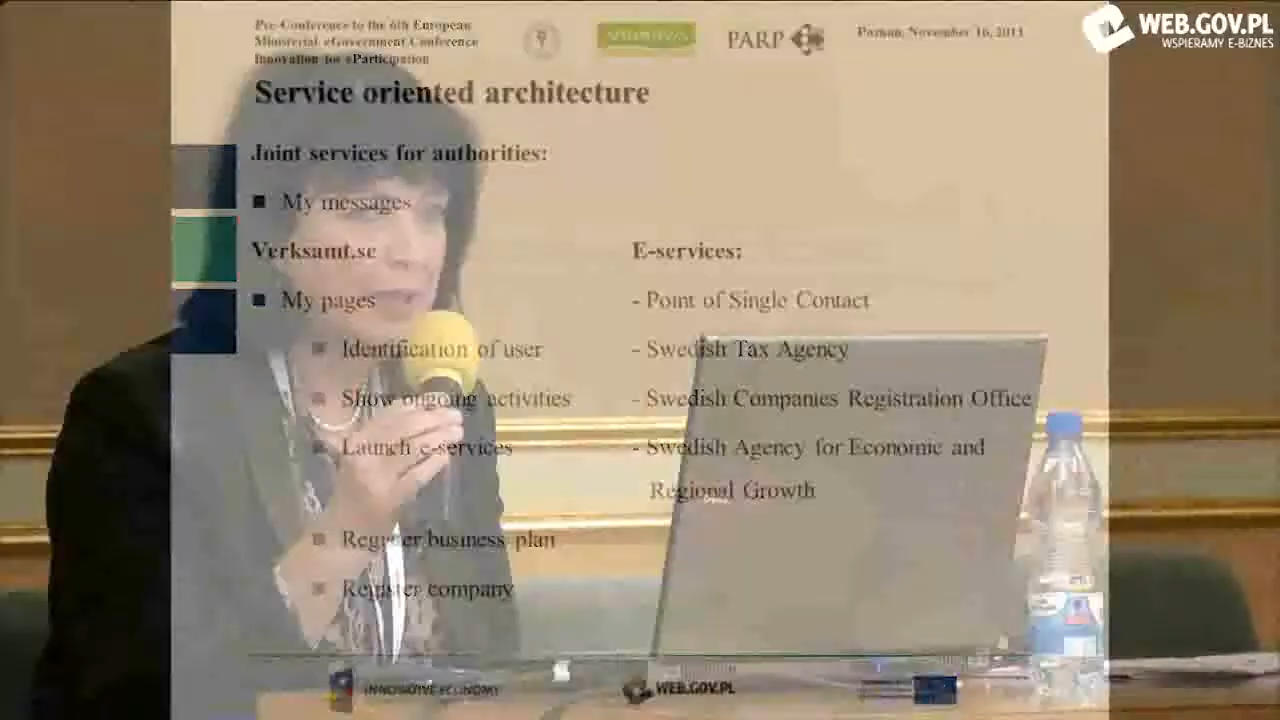 Pre-Conference to the 6th European
Ministerial eGovernment Conference
Innovation for eParticipation
PARP
Poznan, November 16, 2011
WEB.GOV.PL
WSPIERAMY E-BIZNES
Service oriented architecture
Joint services for authorities:
■ My messages
Verksamt.se
■ My pages
■ Identification of user
■ Show ongoing activities
■ Launch e-services
■ Register business plan
■ Register company
E-services:
- Point of Single Contact
- Swedish Tax Agency
- Swedish Companies Registration Office
- Swedish Agency for Economic and
Regional Growth
INNOVATIVE ECONOMY
WEB.GOV.PL